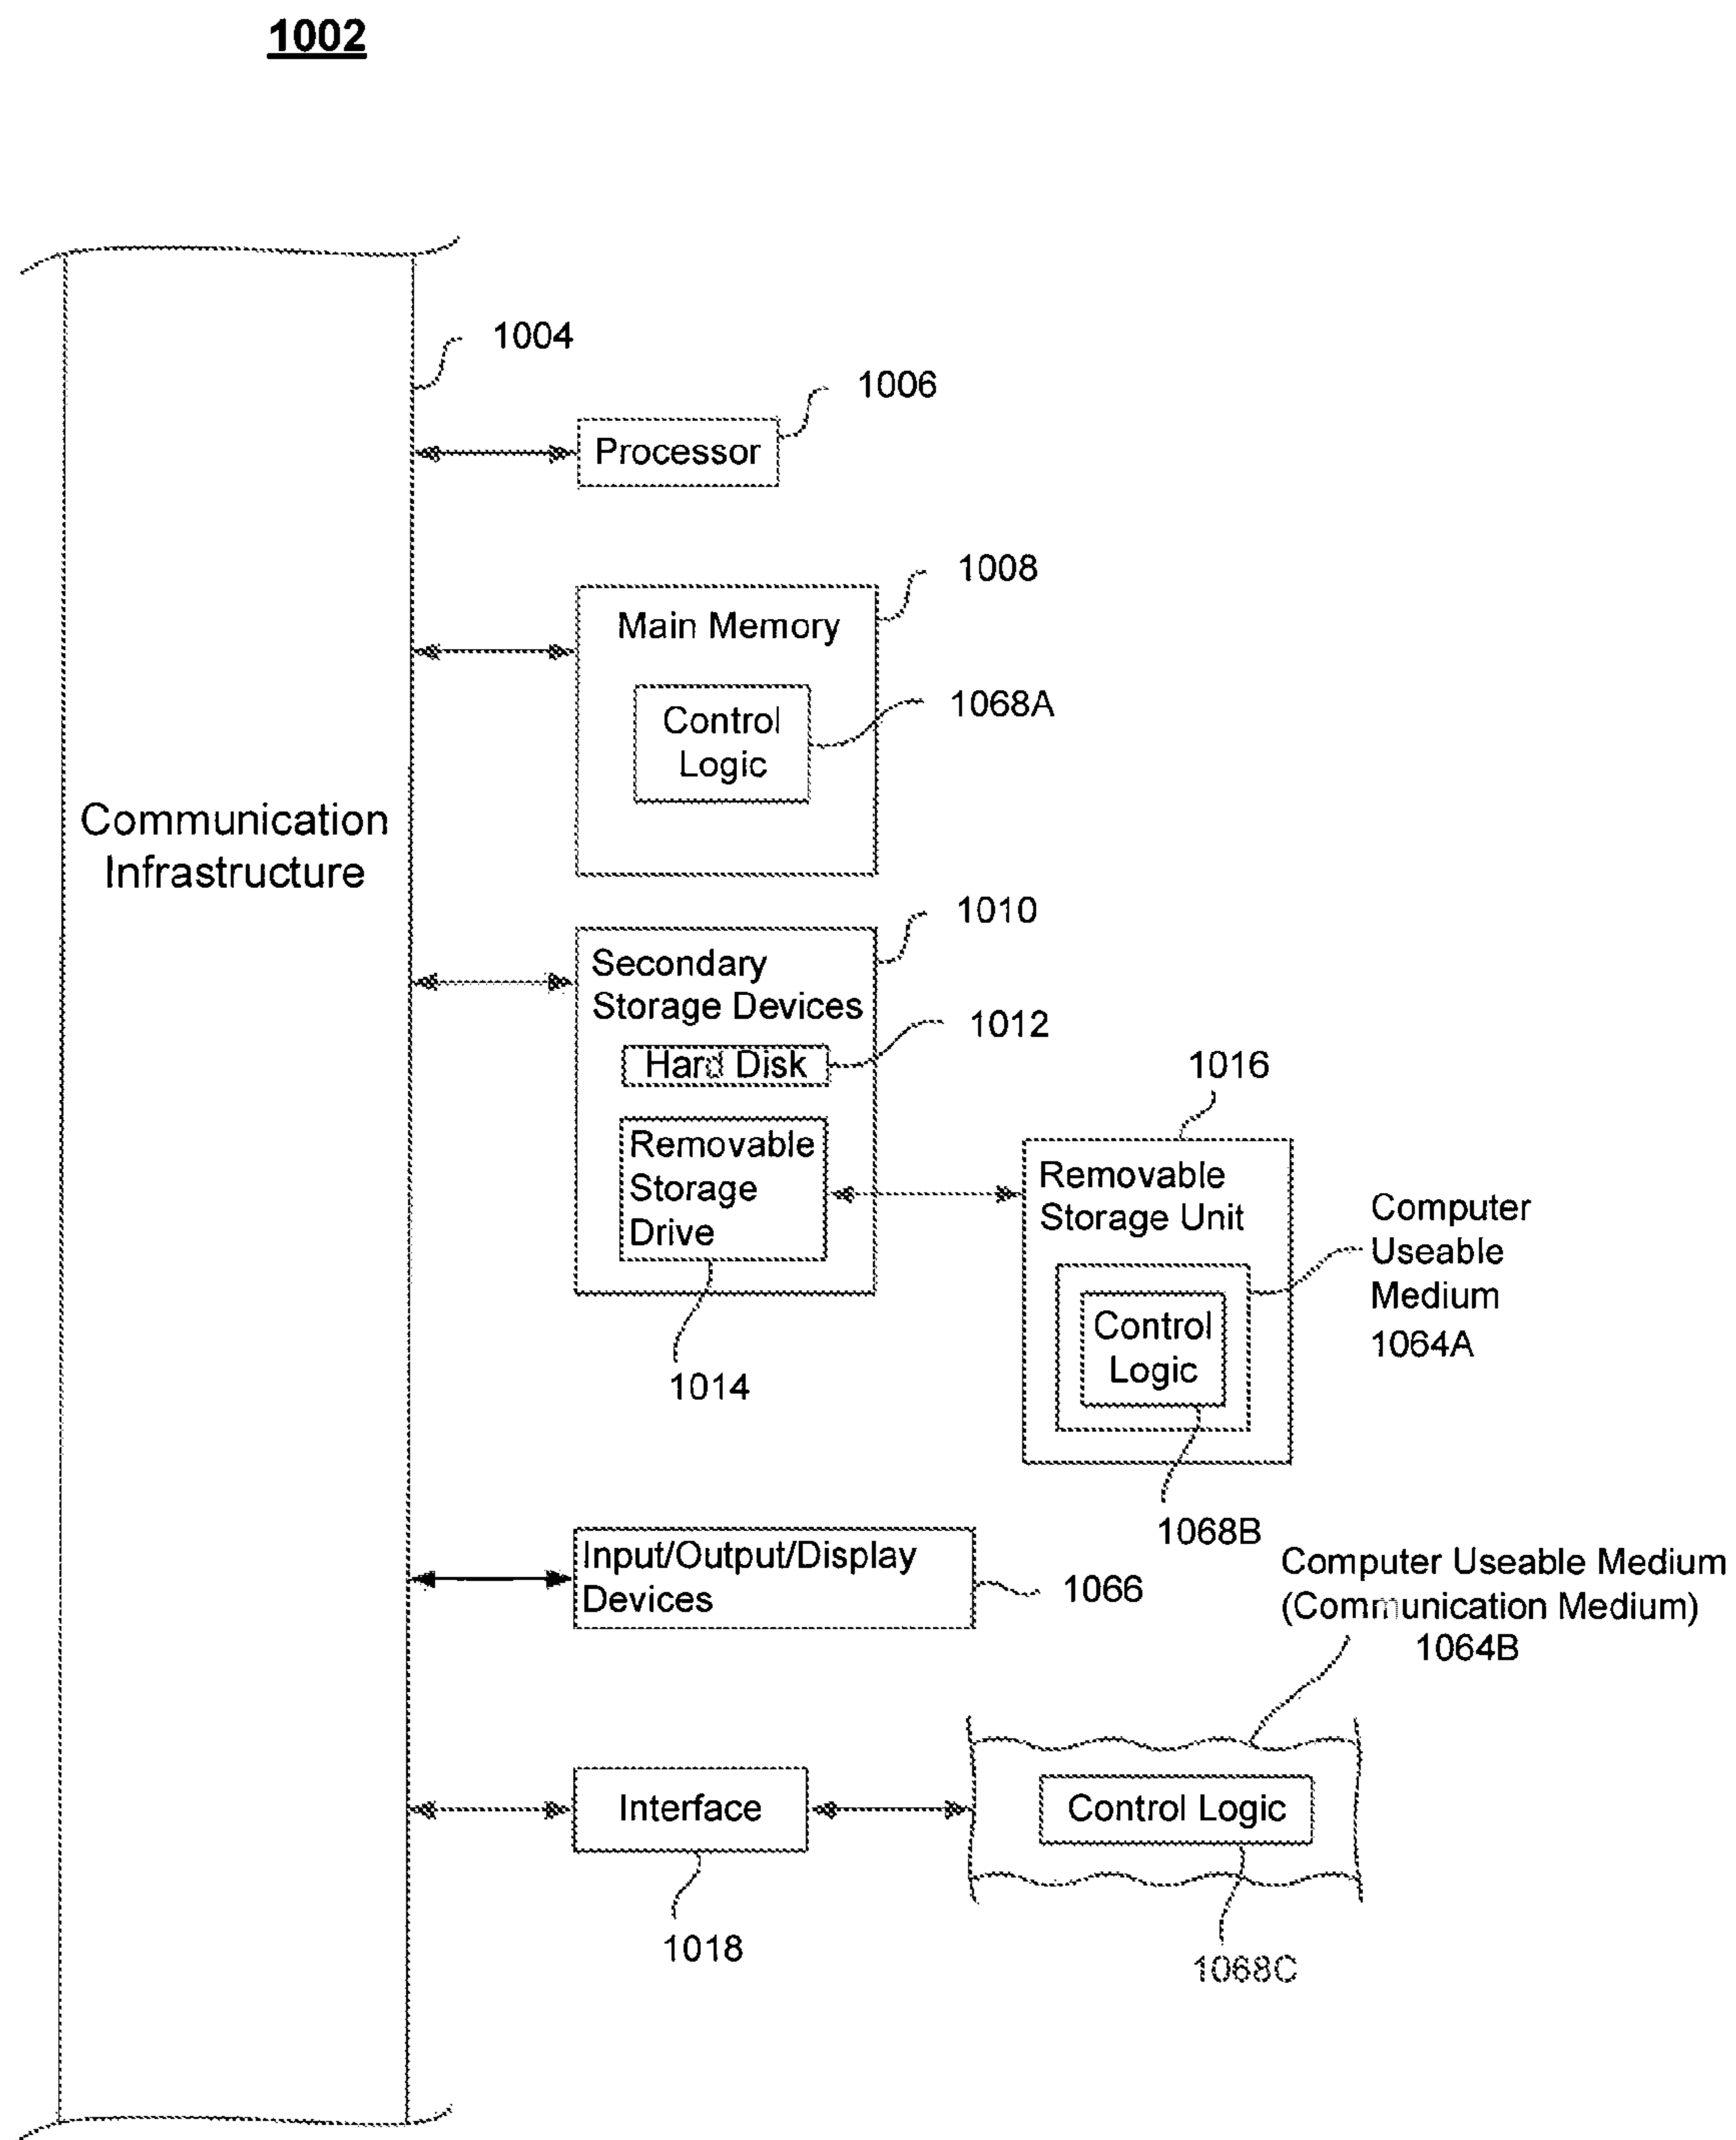 1002
1004
1006
Processor
1008
Main Memory
1068A
Control
Logic
Communication
Infrastructure
1010
Secondary
Storage Devices
1012
Hard Disk
1016
Removable
Storage
Drive
Removable
Storage Unit
Computer
Useable
Medium
1064A
Control
Logic
1014
1068B
Input/Output/Display
Devices
1066
Computer Useable Medium
(Communication Medium)
1064B
Interface
Control Logic
1018
1068C